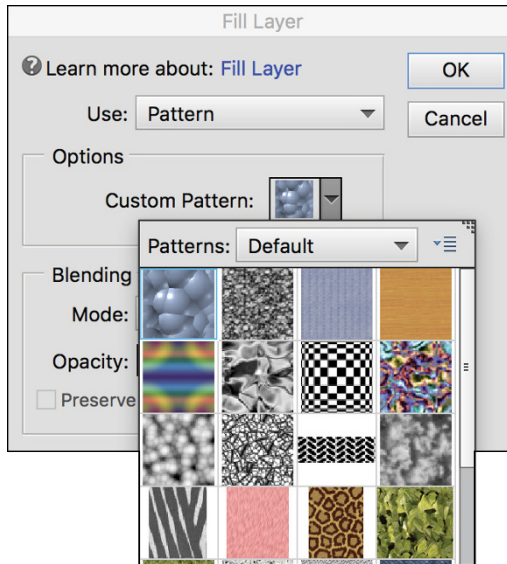 Fill Layer
Learn more about: Fill Layer
OK
Use: Pattern
Cancel
Options
Custom Pattern:
Patterns: Default
Blending
Mode:
Opacity:
Preserve